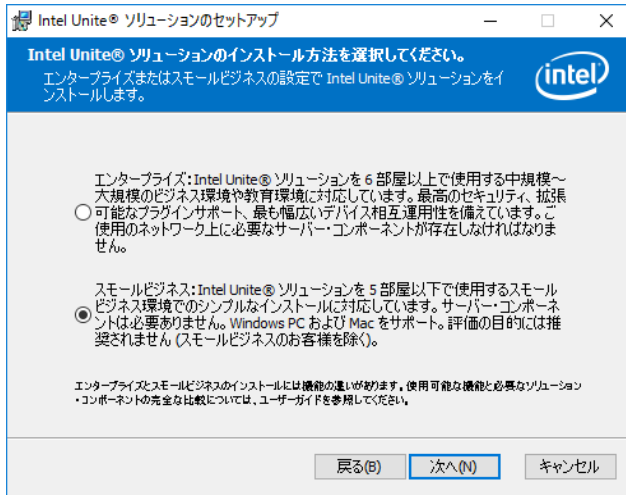 Intel Unite® ソリューションのセットアップ
Intel Unite® ソリューションのインストール方法を選択してください。
エンタープライズまたはスモールビジネスの設定で Intel Unite® ソリューションをイ
ンストールします。
intel
エンタープライズ: Intel Unite® ソリューションを 6 部屋以上で使用する中規模～
大規模のビジネス環境や教育環境に対応しています。最高のセキュリティ、拡張
可能なプラグインサポート、最も幅広いデバイス相互運用性を備えています。ご
使用のネットワーク上に必要なサーバー・コンポーネントが存在しなければなりま
せん。
スモールビジネス: Intel Unite® ソリューションを 5 部屋以下で使用するスモール
ビジネス環境でのシンプルなインストールに対応しています。サーバー・コンポーネ
ントは必要ありません。Windows PC および Mac をサポート。評価の目的には推
奨されません (スモールビジネスのお客様を除く)。
エンタープライズとスモールビジネスのインストールには機能の違いがあります。使用可能な機能と必要なソリューション
・コンポーネントの完全な比較については、ユーザーガイドを参照してください。
戻る(B) 次へ(N) キャンセル